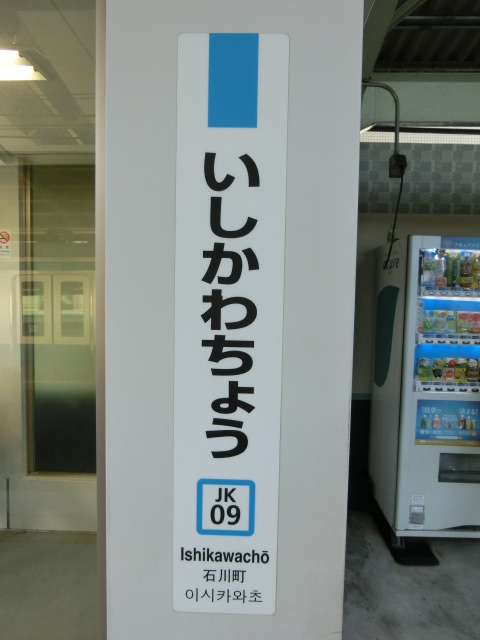 いしかわちょう
JK
09
Ishikawachō
石川町
이시카와초